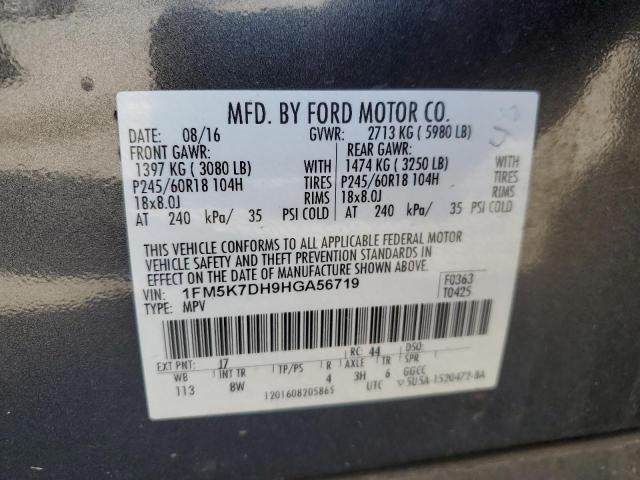 MFD. BY FORD MOTOR CO.
DATE: 08/16 GVWR: 2713 KG ( 5980 LB)
FRONT GAWR: REAR GAWR:
1397 KG ( 3080 LB) WITH 1474 KG ( 3250 LB) WITH
P245/60R18 104H TIRES P245/60R18 104H TIRES
18x8.0J RIMS 18x8.0J RIMS
AT 240 kPa/ 35 PSI COLD AT 240 kPa/ 35 PSI COLD
THIS VEHICLE CONFORMS TO ALL APPLICABLE FEDERAL MOTOR
VEHICLE SAFETY AND THEFT PREVENTION STANDARDS IN
EFFECT ON THE DATE OF MANUFACTURE SHOWN ABOVE.
VIN: 1FM5K7DH9HGA56719 F0363
TYPE: MPV T0425
EXT PNT: J7 RC: 44 DSO:
WB INT TR TP/PS R AXLE TR SPR
113 8W 4 3H 6 GGCC
1201608205865 UTC 5U5A-1520472-BA